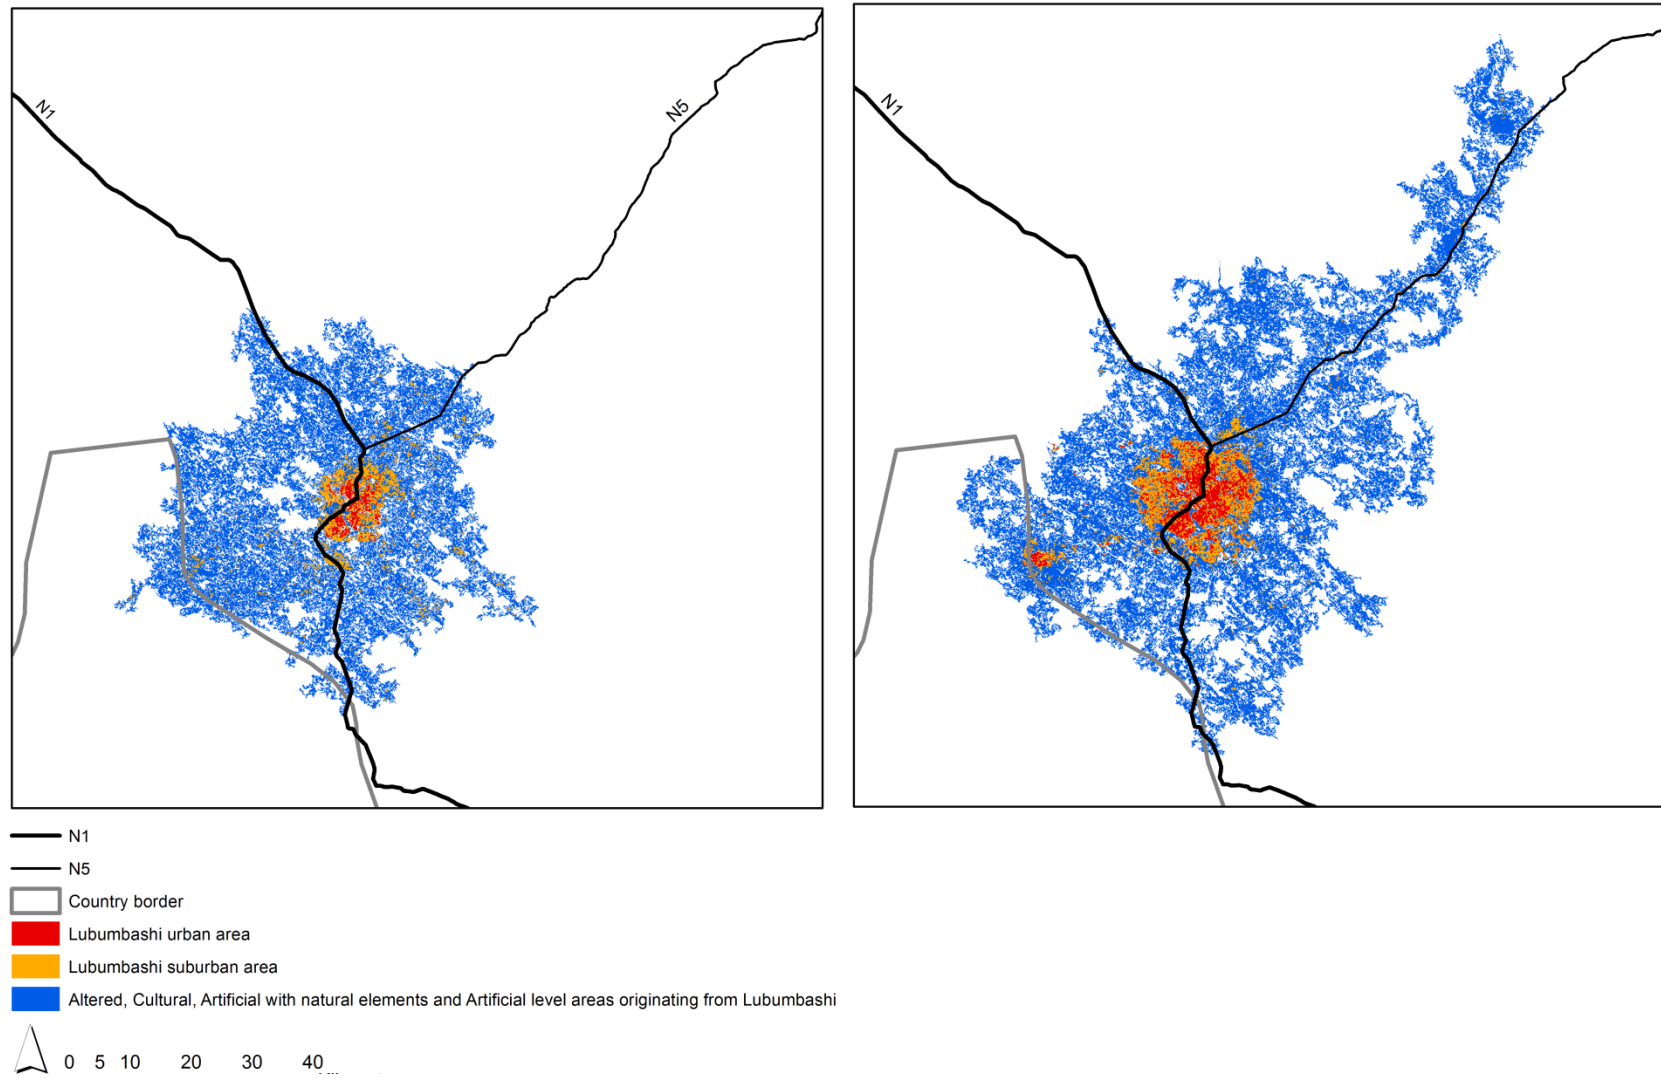 N1
N5
N1
N1
N5
Country border
Lubumbashi urban area
Lubumbashi suburban area
Altered, Cultural, Artificial with natural elements and Artificial level areas originating from Lubumbashi
0 5 10 20 30 40